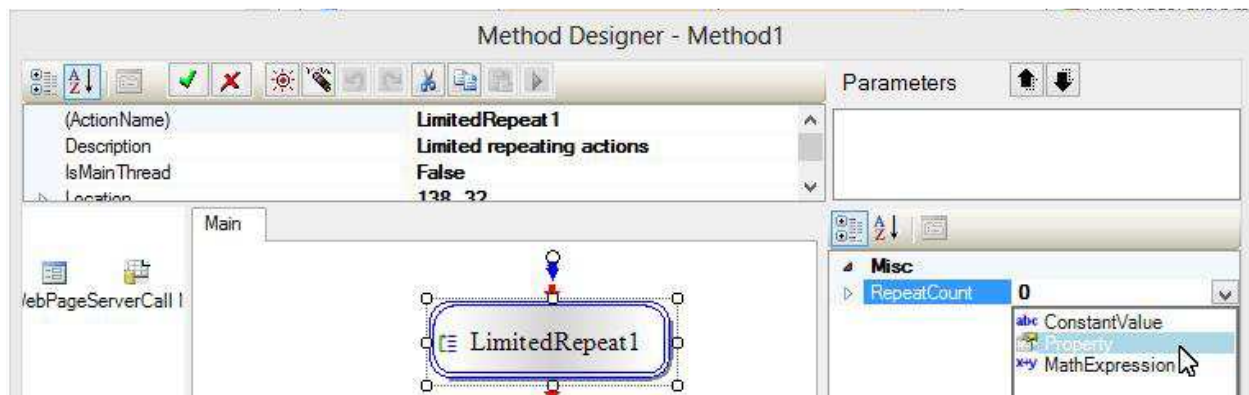 Method Designer - Method1
Parameters
(ActionName) LimitedRepeat1
Description Limited repeating actions
IsMainThread False
Location 138, 32
Main
Misc
RepeatCount 0
LimitedRepeat1
abc ConstantValue
Property
x+y MathExpression